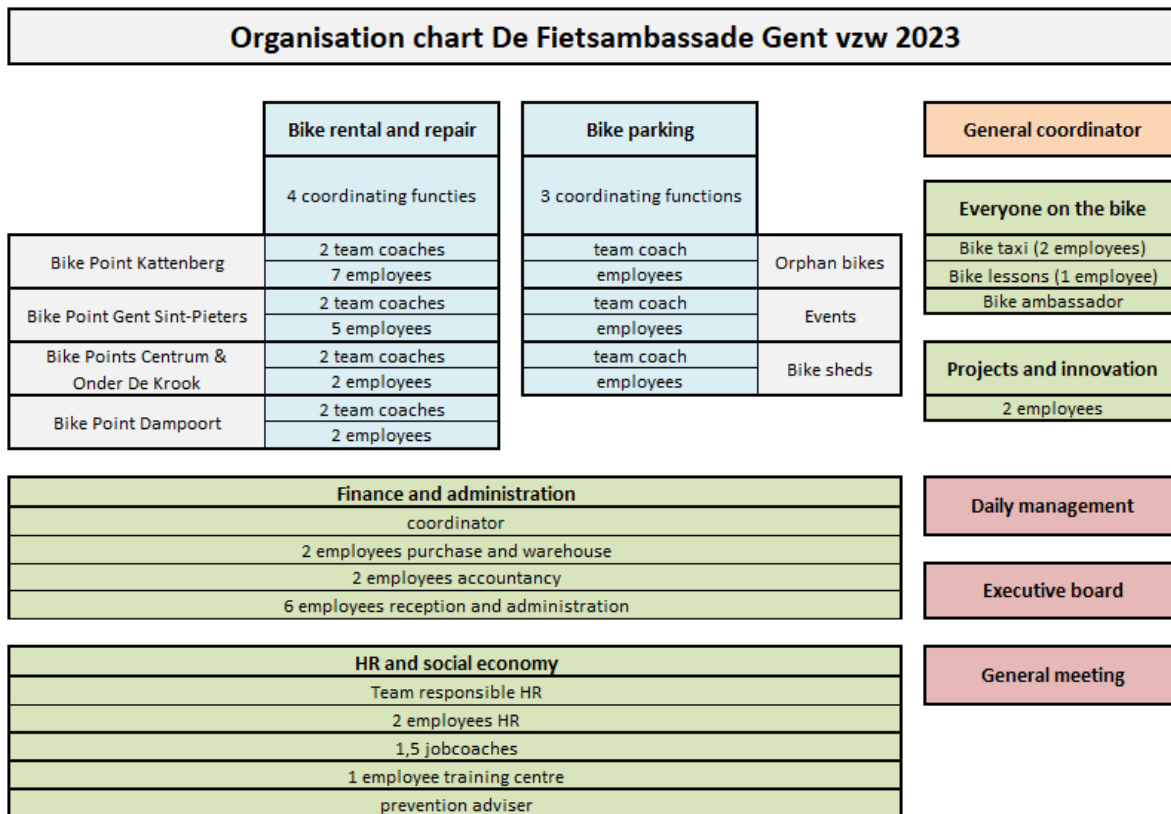 Organisation chart De Fietsambassade Gent vzw 2023
Bike rental and repair
4 coordinating functies
Bike Point Kattenberg
2 team coaches
7 employees
Bike Point Gent Sint-Pieters
2 team coaches
5 employees
Bike Points Centrum &
Onder De Krook
2 team coaches
2 employees
Bike Point Dampoort
2 team coaches
2 employees
Bike parking
3 coordinating functions
team coach
employees
Orphan bikes
team coach
employees
Events
team coach
employees
Bike sheds
General coordinator
Everyone on the bike
Bike taxi (2 employees)
Bike lessons (1 employee)
Bike ambassador
Projects and innovation
2 employees
Finance and administration
coordinator
2 employees purchase and warehouse
2 employees accountancy
6 employees reception and administration
Daily management
Executive board
General meeting
HR and social economy
Team responsible HR
2 employees HR
1,5 jobcoaches
1 employee training centre
prevention adviser